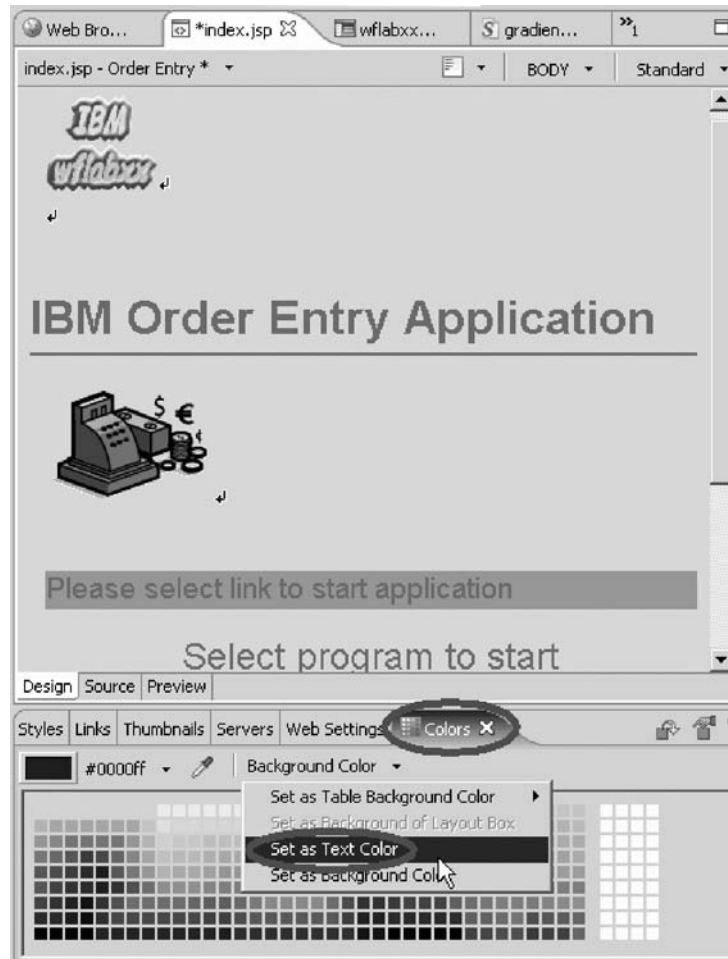 Web Bro... *index.jsp wflabxx... gradien... »1
index.jsp - Order Entry * BODY Standard
IBM
wflabxx
IBM Order Entry Application
$ €
¢
Please select link to start application
Select program to start
Design Source Preview
Styles Links Thumbnails Servers Web Settings Colors
#0000ff Background Color
Set as Table Background Color
Set as Background of Layout Box
Set as Text Color
Set as Background Color